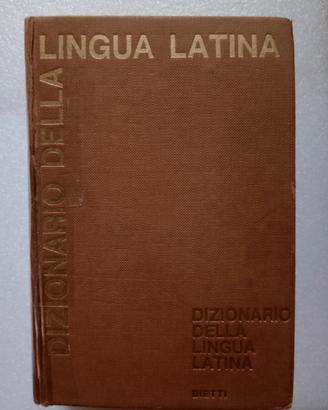 DIZIONARIO DELLA
LINGUA LATINA
DIZIONARIO
DELLA
LINGUA
LATINA
BIETTI